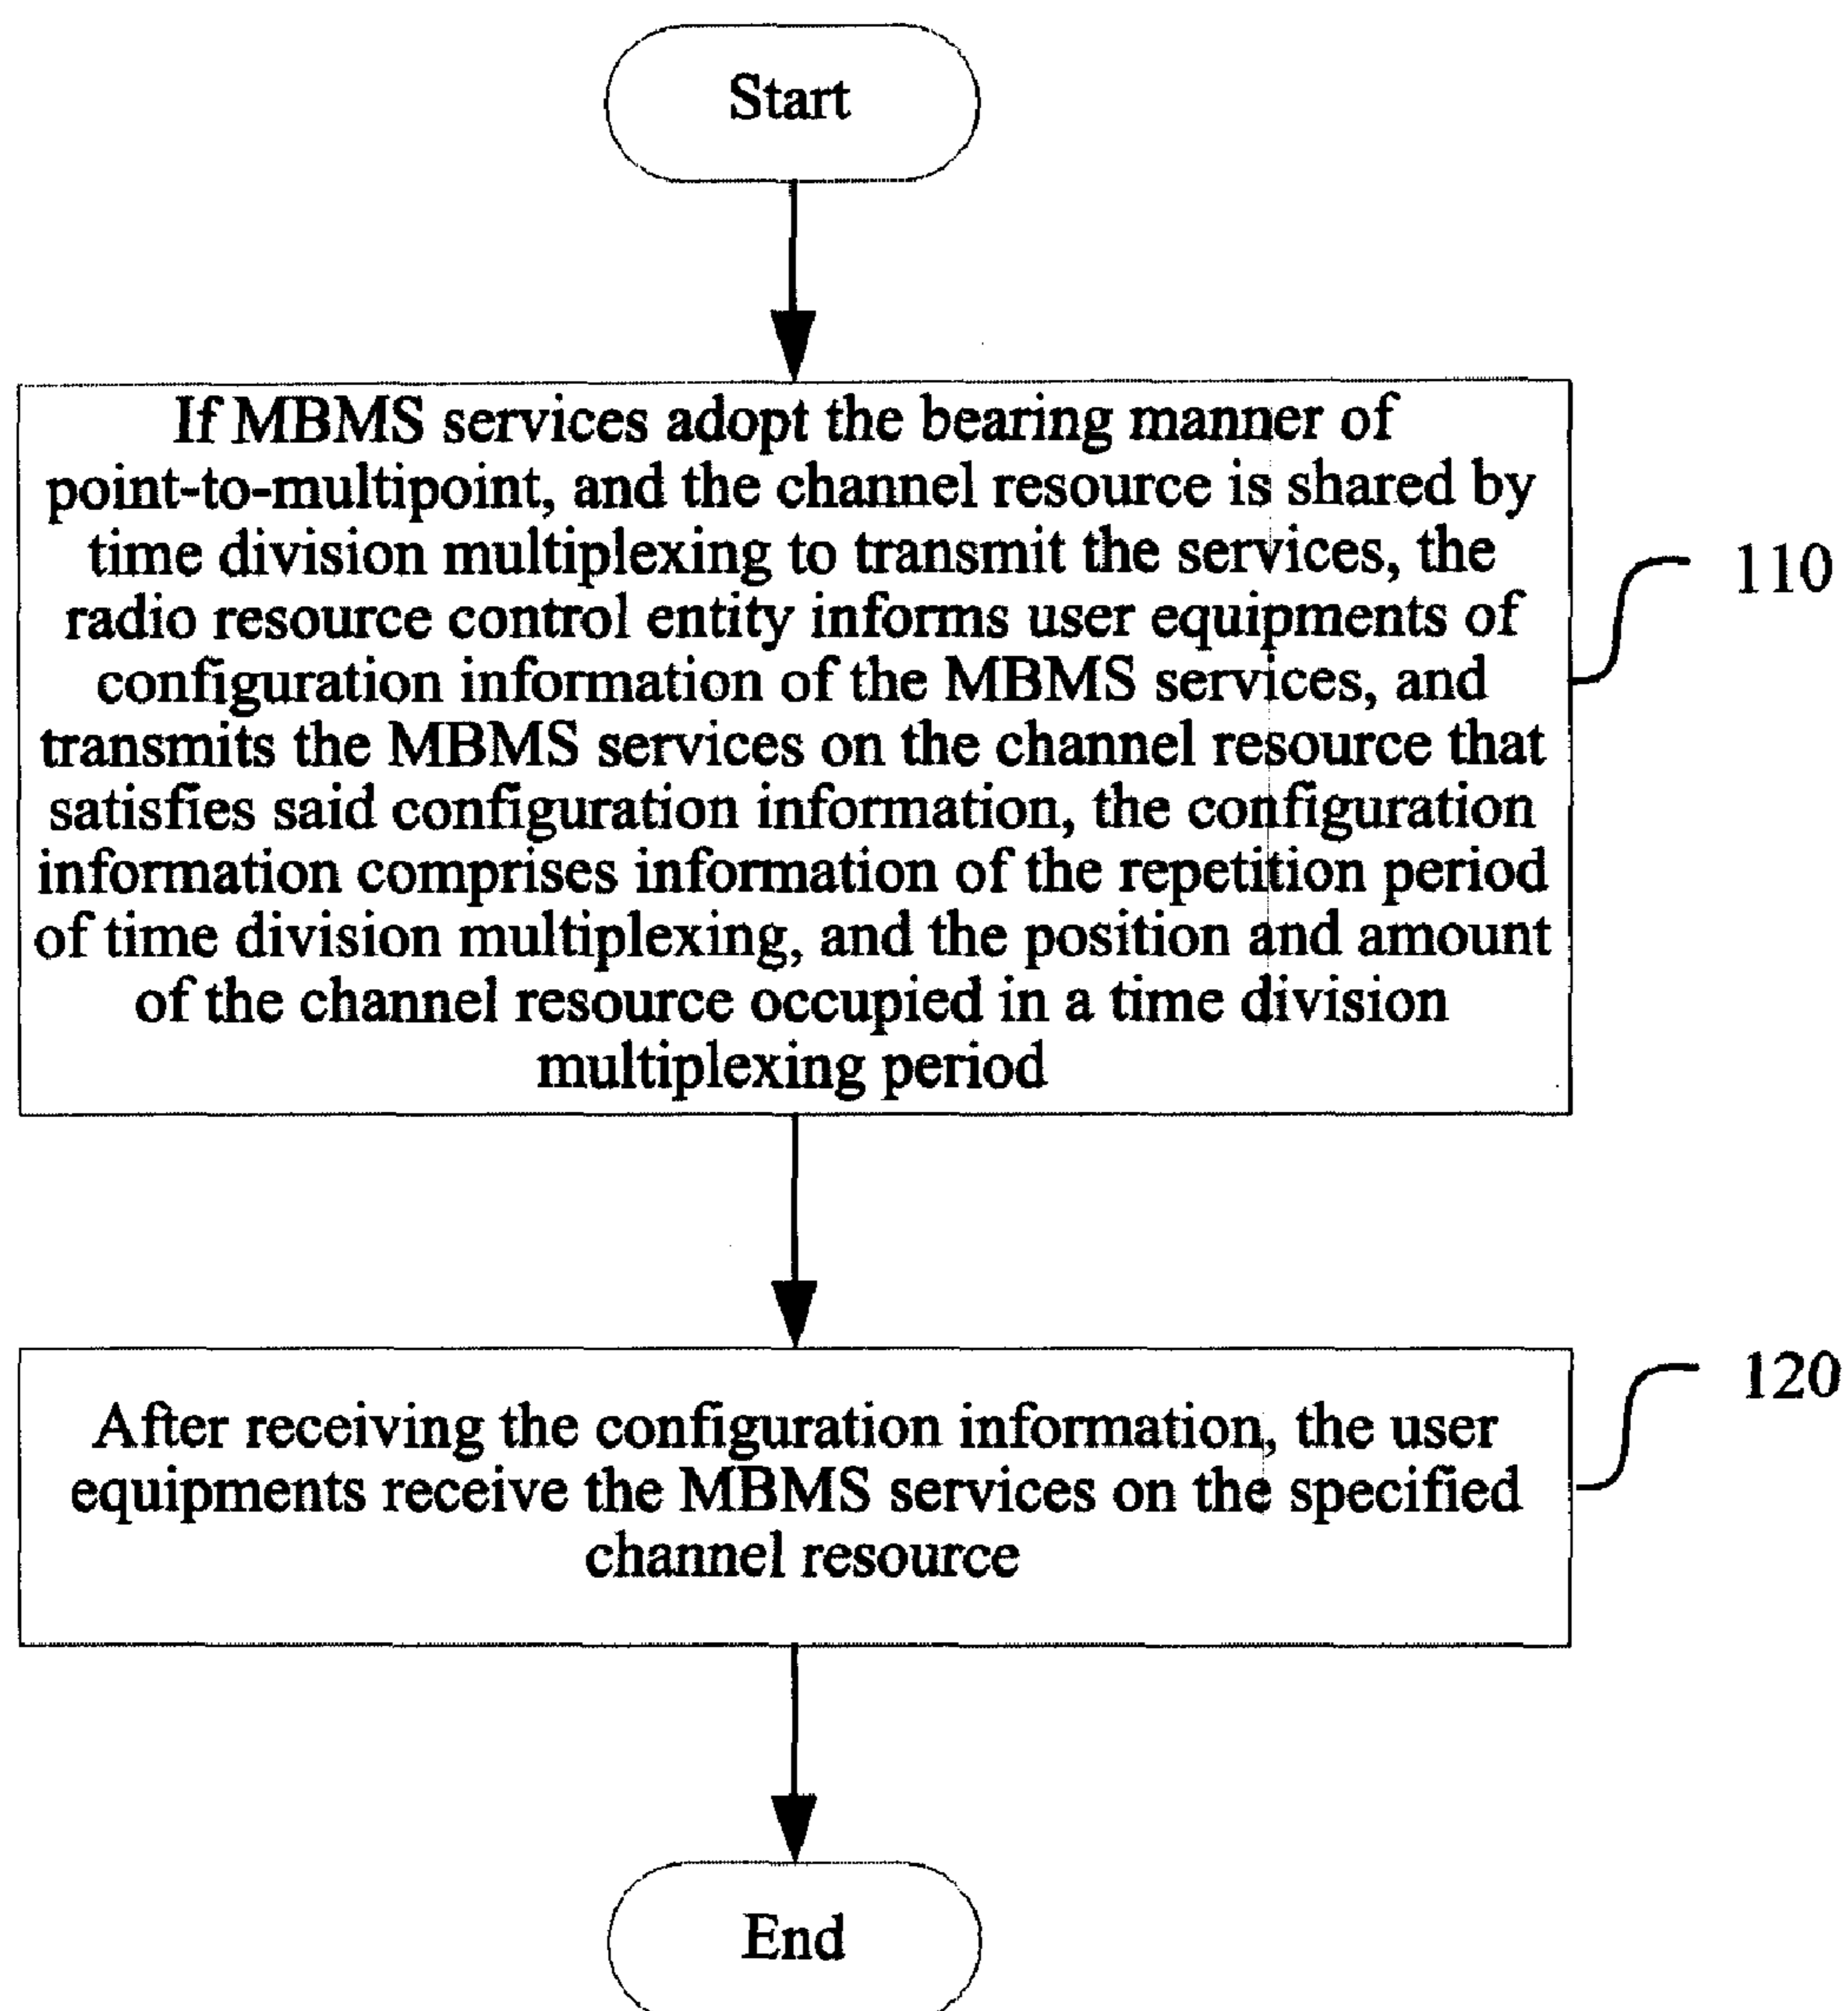 Start
If MBMS services adopt the bearing manner of
point-to-multipoint, and the channel resource is shared by
time division multiplexing to transmit the services, the
radio resource control entity informs user equipments of
configuration information of the MBMS services, and
transmits the MBMS services on the channel resource that
satisfies said configuration information, the configuration
information comprises information of the repetition period
of time division multiplexing, and the position and amount
of the channel resource occupied in a time division
multiplexing period
110
After receiving the configuration information, the user
equipments receive the MBMS services on the specified
channel resource
120
End